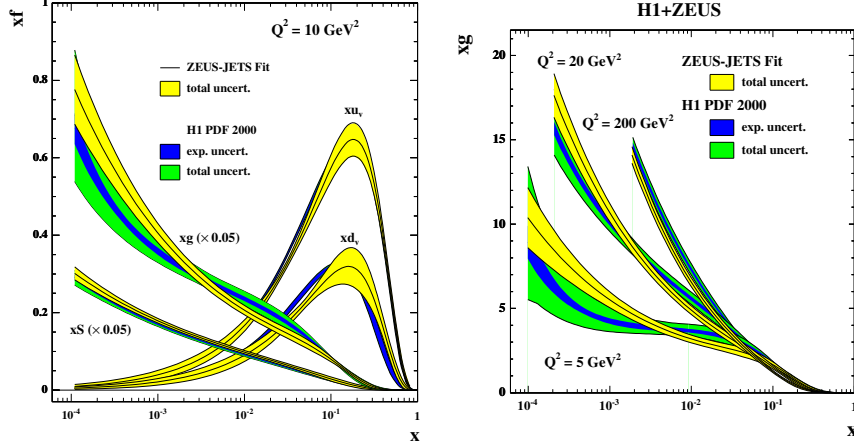 xf
1
0.8
0.6
0.4
0.2
0
Q² = 10 GeV²
ZEUS-JETS Fit
total uncert.
H1 PDF 2000
exp. uncert.
total uncert.
xuᵥ
xdᵥ
xg (× 0.05)
xS (× 0.05)
10⁻⁴ 10⁻³ 10⁻² 10⁻¹ 1
x
H1+ZEUS
xg
20
15
10
5
0
Q² = 20 GeV²
Q² = 200 GeV²
Q² = 5 GeV²
ZEUS-JETS Fit
total uncert.
H1 PDF 2000
exp. uncert.
total uncert.
10⁻⁴ 10⁻³ 10⁻² 10⁻¹ 1
x